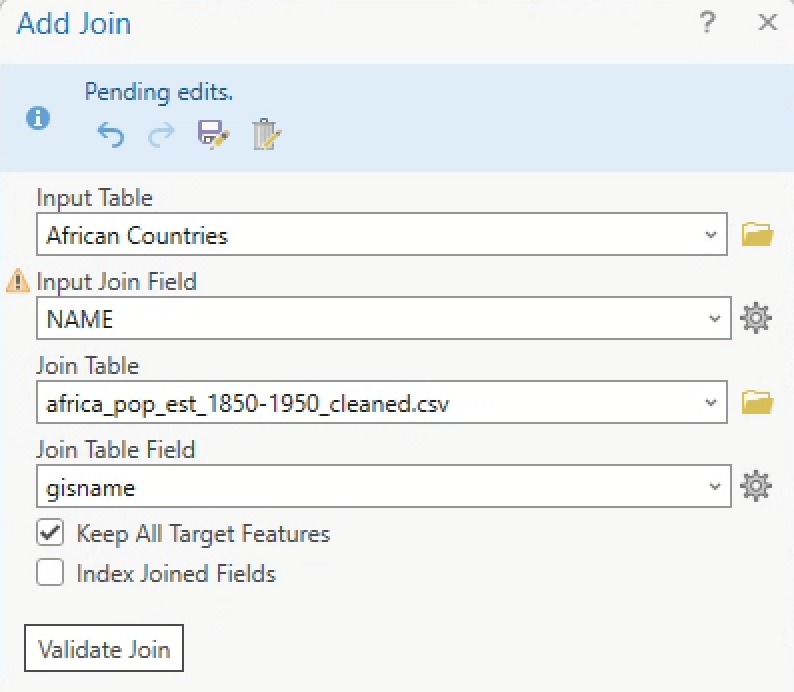 Add Join
?
Pending edits.
Input Table
African Countries
Input Join Field
NAME
Join Table
africa_pop_est_1850-1950_cleaned.csv
Join Table Field
gisname
Keep All Target Features
Index Joined Fields
Validate Join